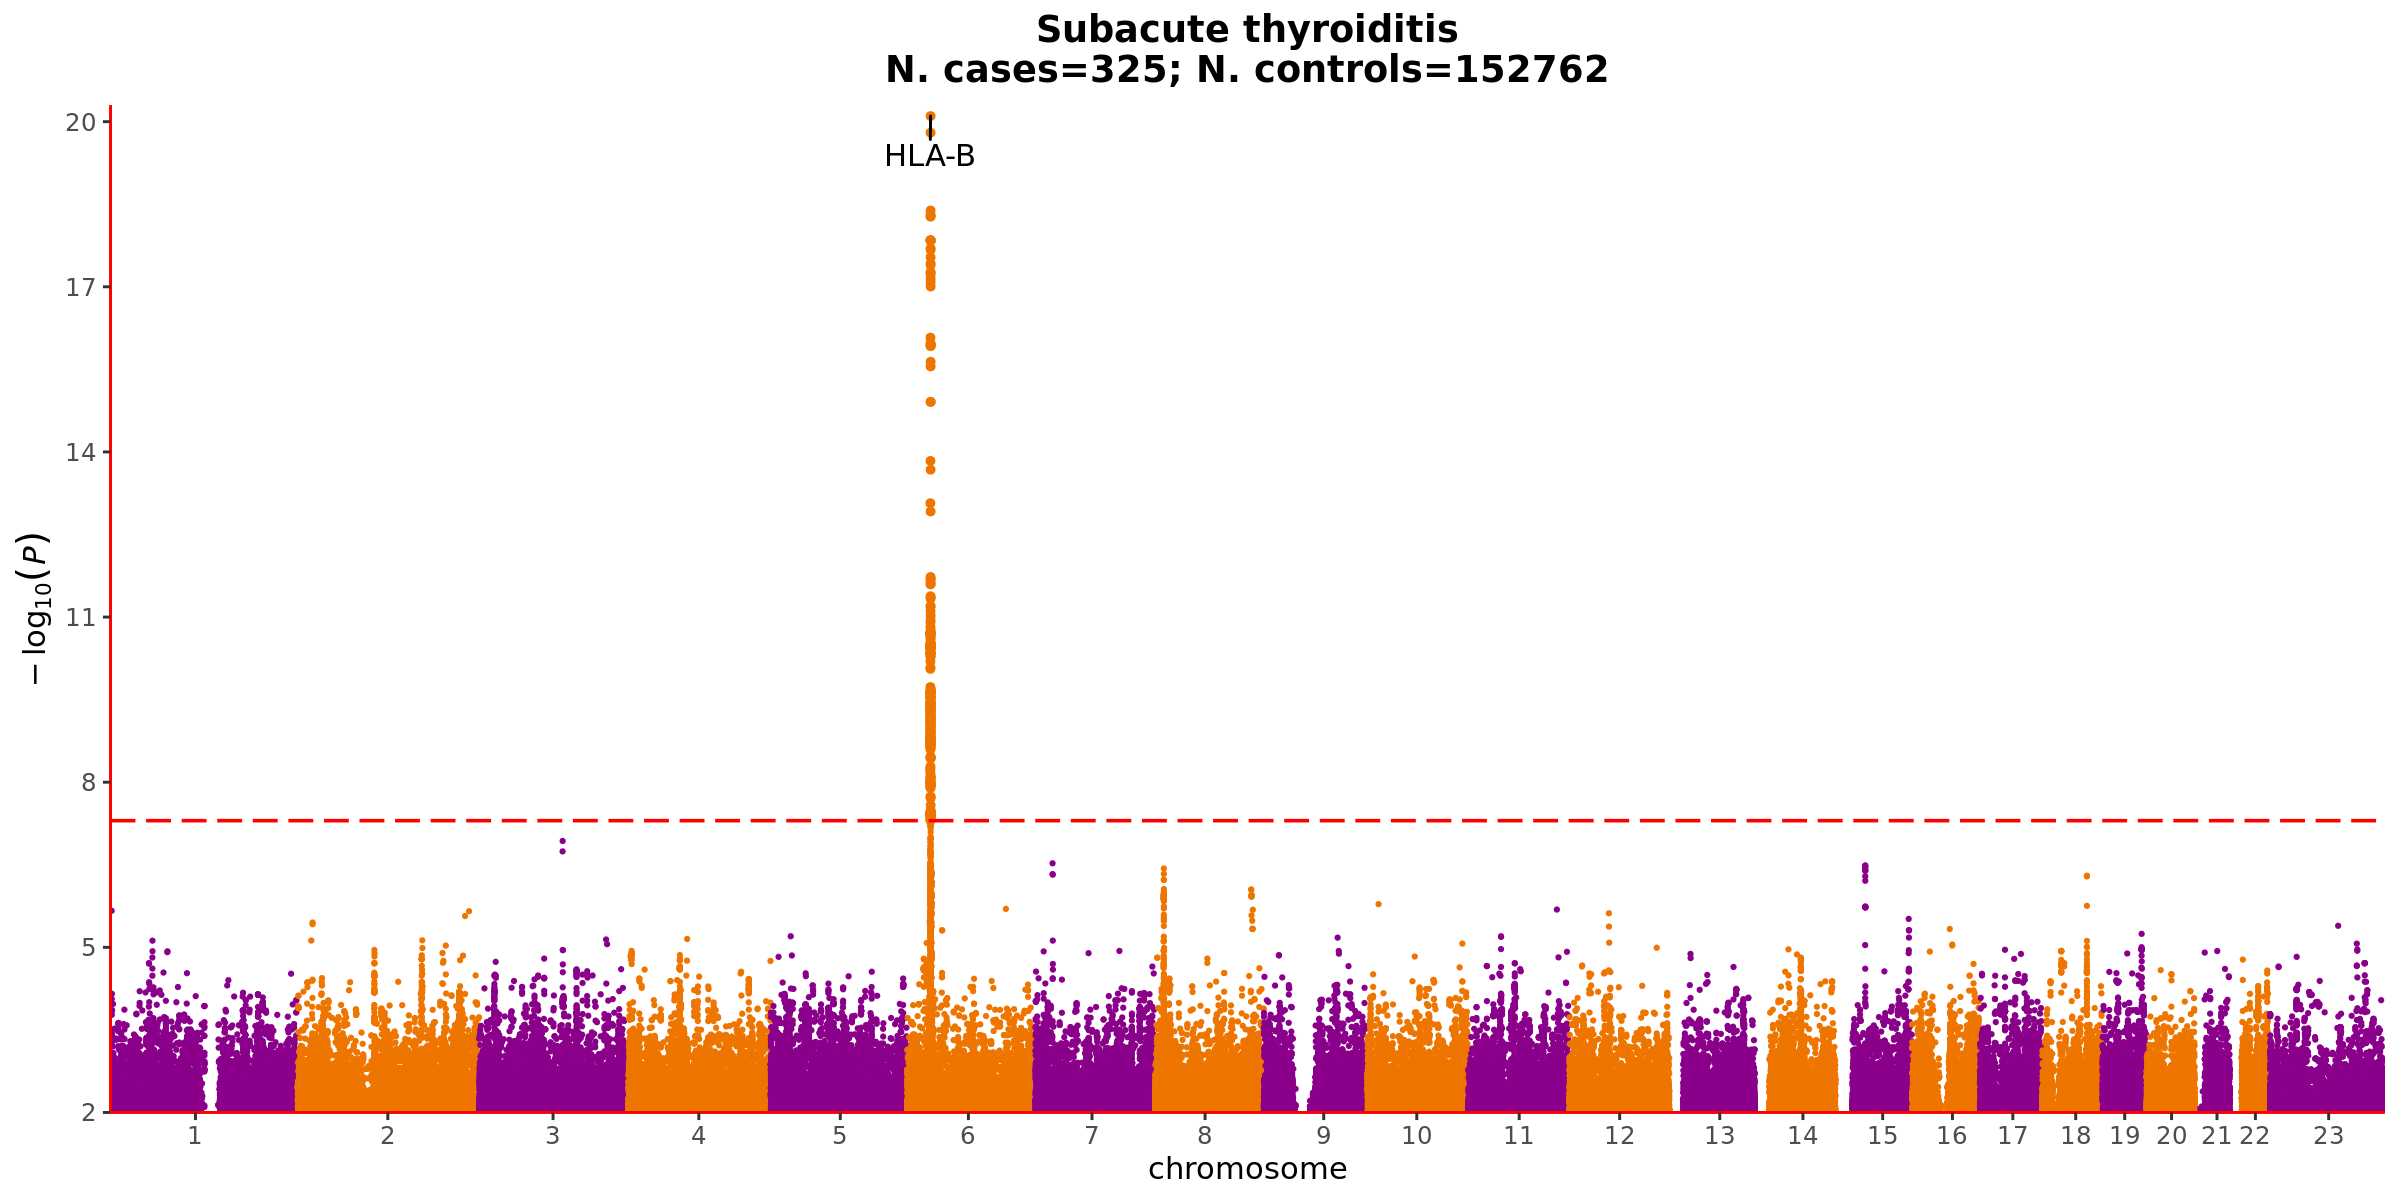 Subacute thyroiditis
N. cases=325; N. controls=152762
20
HLA-B
17
14
11
8
5
2
−log10(P)
1 2 3 4 5 6 7 8 9 10 11 12 13 14 15 16 17 18 19 20 21 22 23
chromosome